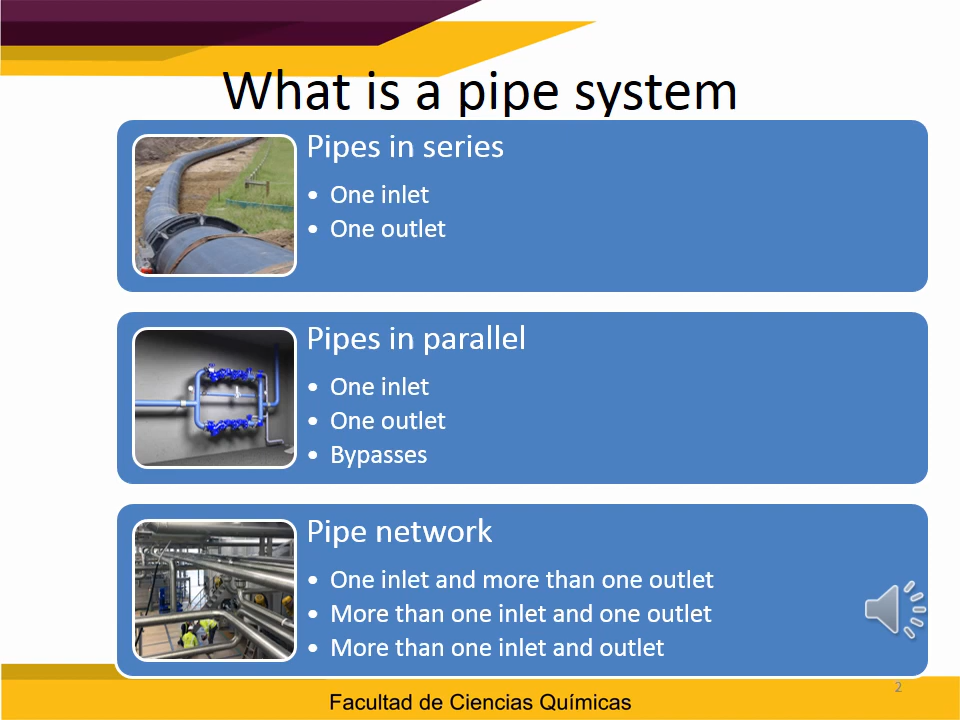 What is a pipe system
Pipes in series
• One inlet
• One outlet
Pipes in parallel
• One inlet
• One outlet
• Bypasses
Pipe network
• One inlet and more than one outlet
• More than one inlet and one outlet
• More than one inlet and outlet
2
Facultad de Ciencias Químicas